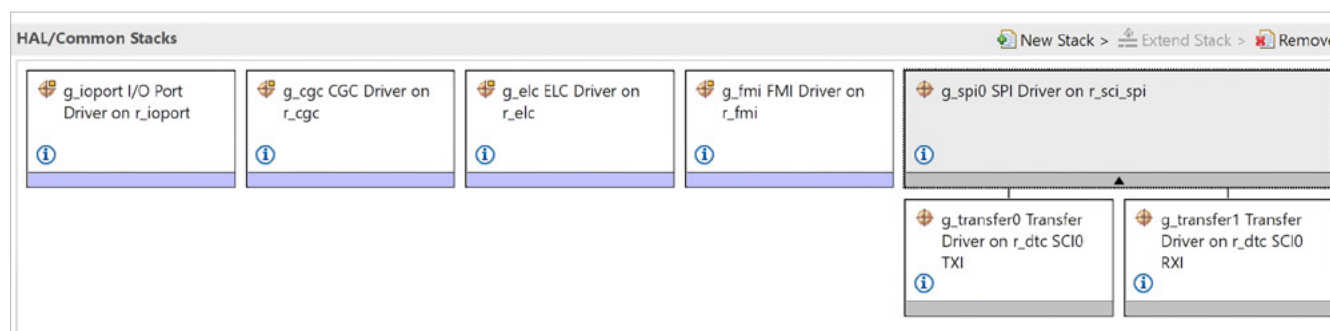 HAL/Common Stacks
New Stack > Extend Stack > Remove
g_ioport I/O Port
Driver on r_ioport
g_cgc CGC Driver on
r_cgc
g_elc ELC Driver on
r_elc
g_fmi FMI Driver on
r_fmi
g_spi0 SPI Driver on r_sci_spi
g_transfer0 Transfer
Driver on r_dtc SCI0
TXI
g_transfer1 Transfer
Driver on r_dtc SCI0
RXI